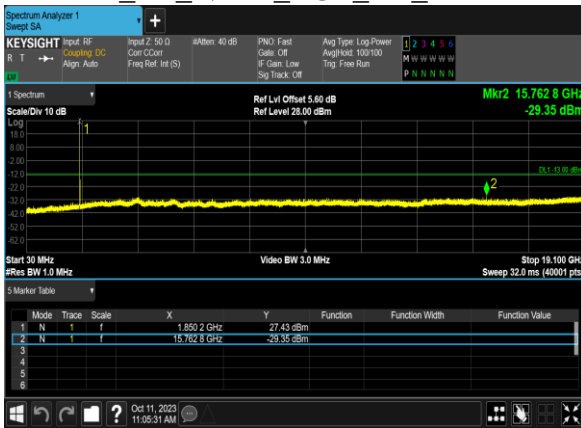 Spectrum Analyzer 1
Swept SA
+
KEYSIGHT Input: RF Input Z: 50 Ω #Atten: 40 dB PNO: Fast Avg Type: Log-Power 1 2 3 4 5 6
R T Coupling: DC Corr CCorr Gate: Off Avg|Hold: 100/100 M W W W W W
Align: Auto Freq Ref: Int (S) IF Gain: Low Trig: Free Run
Sig Track: Off P N N N N N
LV
1 Spectrum Ref Lvl Offset 5.60 dB Mkr2 15.762 8 GHz
Scale/Div 10 dB Ref Level 28.00 dBm -29.35 dBm
Log
18.0 1
8.00
-2.00
-12.0 DL1 -13.00 dBm
-22.0 2
-32.0
-42.0
-52.0
-62.0
Start 30 MHz Video BW 3.0 MHz Stop 19.100 GHz
#Res BW 1.0 MHz Sweep 32.0 ms (40001 pts
5 Marker Table
Mode Trace Scale X Y Function Function Width Function Value
1 N 1 f 1.850 2 GHz 27.43 dBm
2 N 1 f 15.762 8 GHz -29.35 dBm
3
4
5
6
? Oct 11, 2023
11:05:31 AM